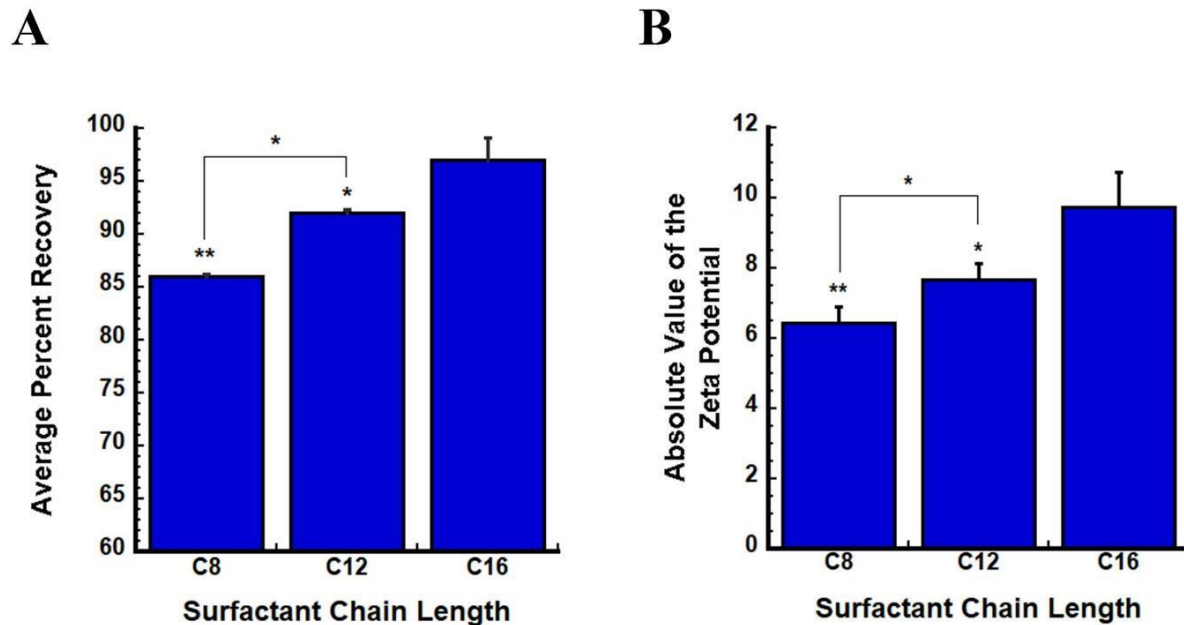 A
Average Percent Recovery
100
95
90
85
80
75
70
65
60
*
**
*
C8 C12 C16
Surfactant Chain Length
B
Absolute Value of the
Zeta Potential
12
10
8
6
4
2
0
*
**
*
C8 C12 C16
Surfactant Chain Length